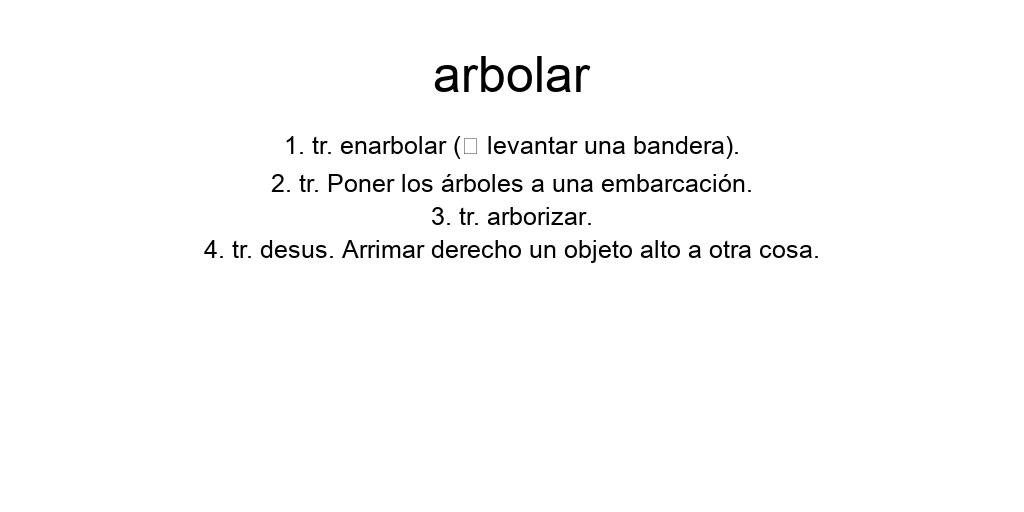 arbolar
1. tr. enarbolar (□ levantar una bandera).
2. tr. Poner los árboles a una embarcación.
3. tr. arborizar.
4. tr. desus. Arrimar derecho un objeto alto a otra cosa.